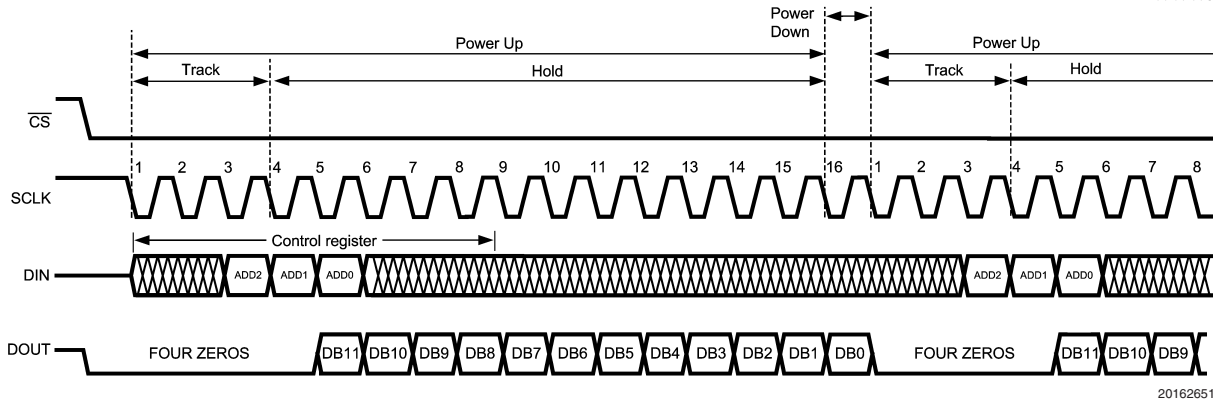 Power Down
Power Up
Power Up
Track
Hold
Track
Hold
CS
1 2 3 4 5 6 7 8 9 10 11 12 13 14 15 16 1 2 3 4 5 6 7 8
SCLK
Control register
DIN
ADD2 ADD1 ADD0 ADD2 ADD1 ADD0
DOUT
FOUR ZEROS DB11 DB10 DB9 DB8 DB7 DB6 DB5 DB4 DB3 DB2 DB1 DB0 FOUR ZEROS DB11 DB10 DB9
20162651